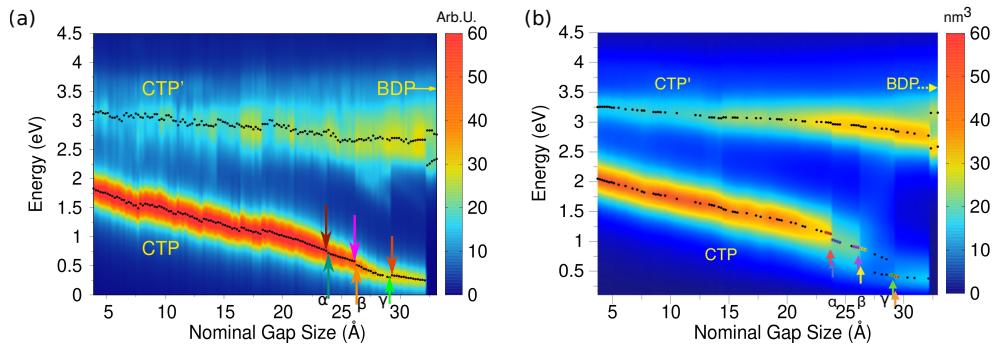 (a)
Arb.U.
Energy (eV)
4.5
4
3.5
3
2.5
2
1.5
1
0.5
0
CTP'
BDP
CTP
α
β
γ
5
10
15
20
25
30
Nominal Gap Size (Å)
60
50
40
30
20
10
0
(b)
nm³
Energy (eV)
4.5
4
3.5
3
2.5
2
1.5
1
0.5
CTP'
BDP
CTP
α
β
γ
5
10
15
20
25
30
Nominal Gap Size (Å)
60
50
40
30
20
10
0